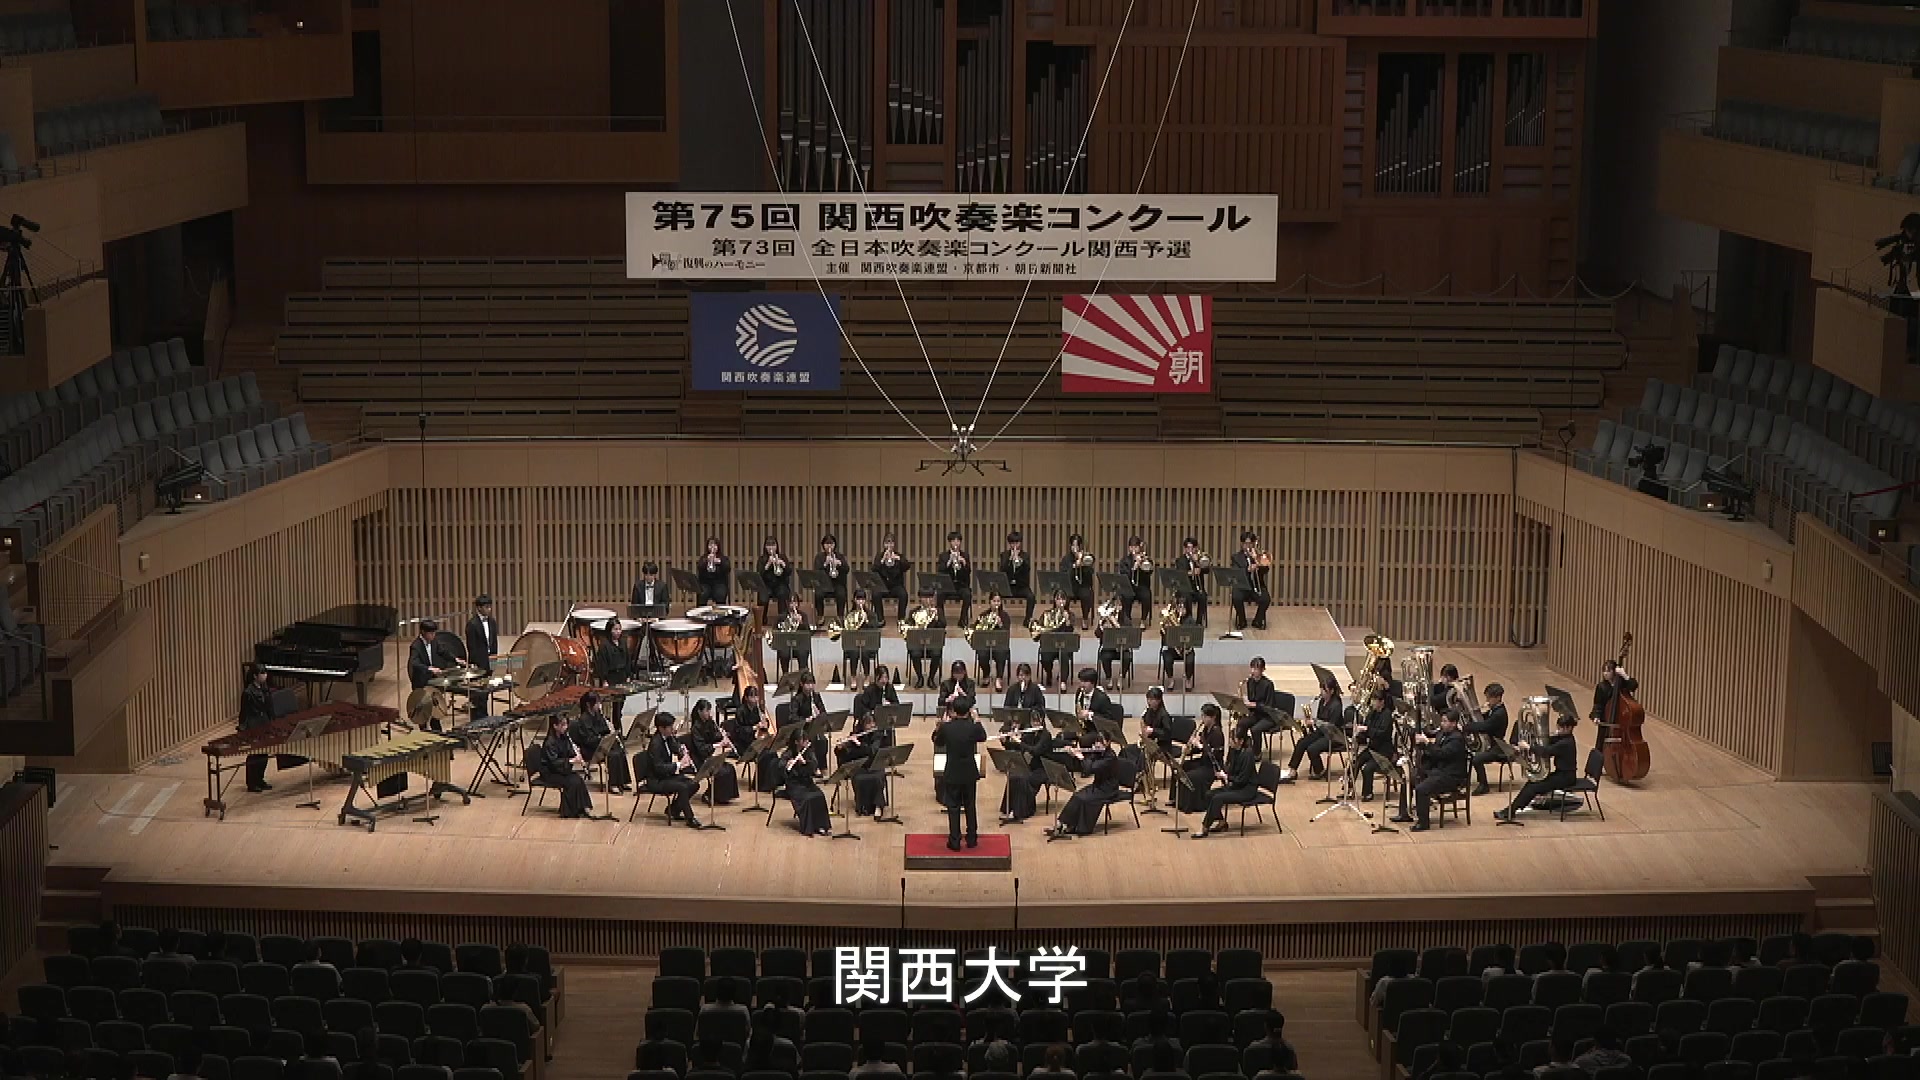 第75回 関西吹奏楽コンクール
第73回 全日本吹奏楽コンクール関西予選
復興のハーモニー
主催 関西吹奏楽連盟・京都市・朝日新聞社
関西吹奏楽連盟
朝
関西大学